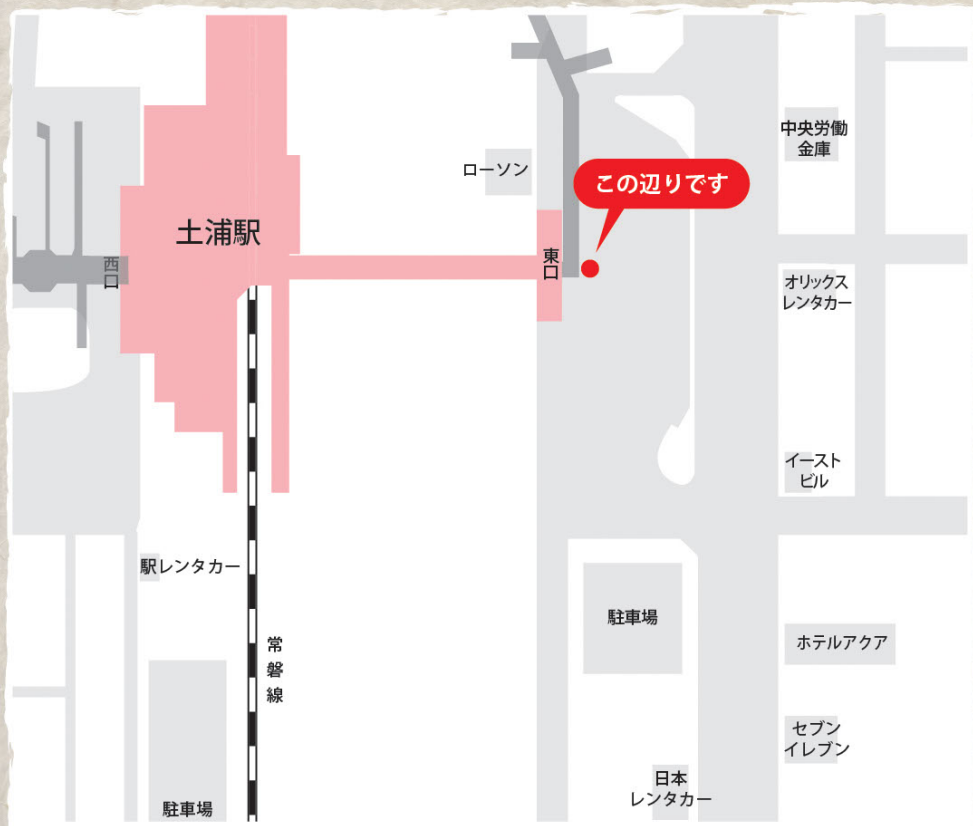 中央労働
金庫
ローソン
この辺りです
土浦駅
西口
東口
オリックス
レンタカー
イースト
ビル
駅レンタカー
駐車場
常磐線
ホテルアクア
セブン
イレブン
日本
レンタカー
駐車場